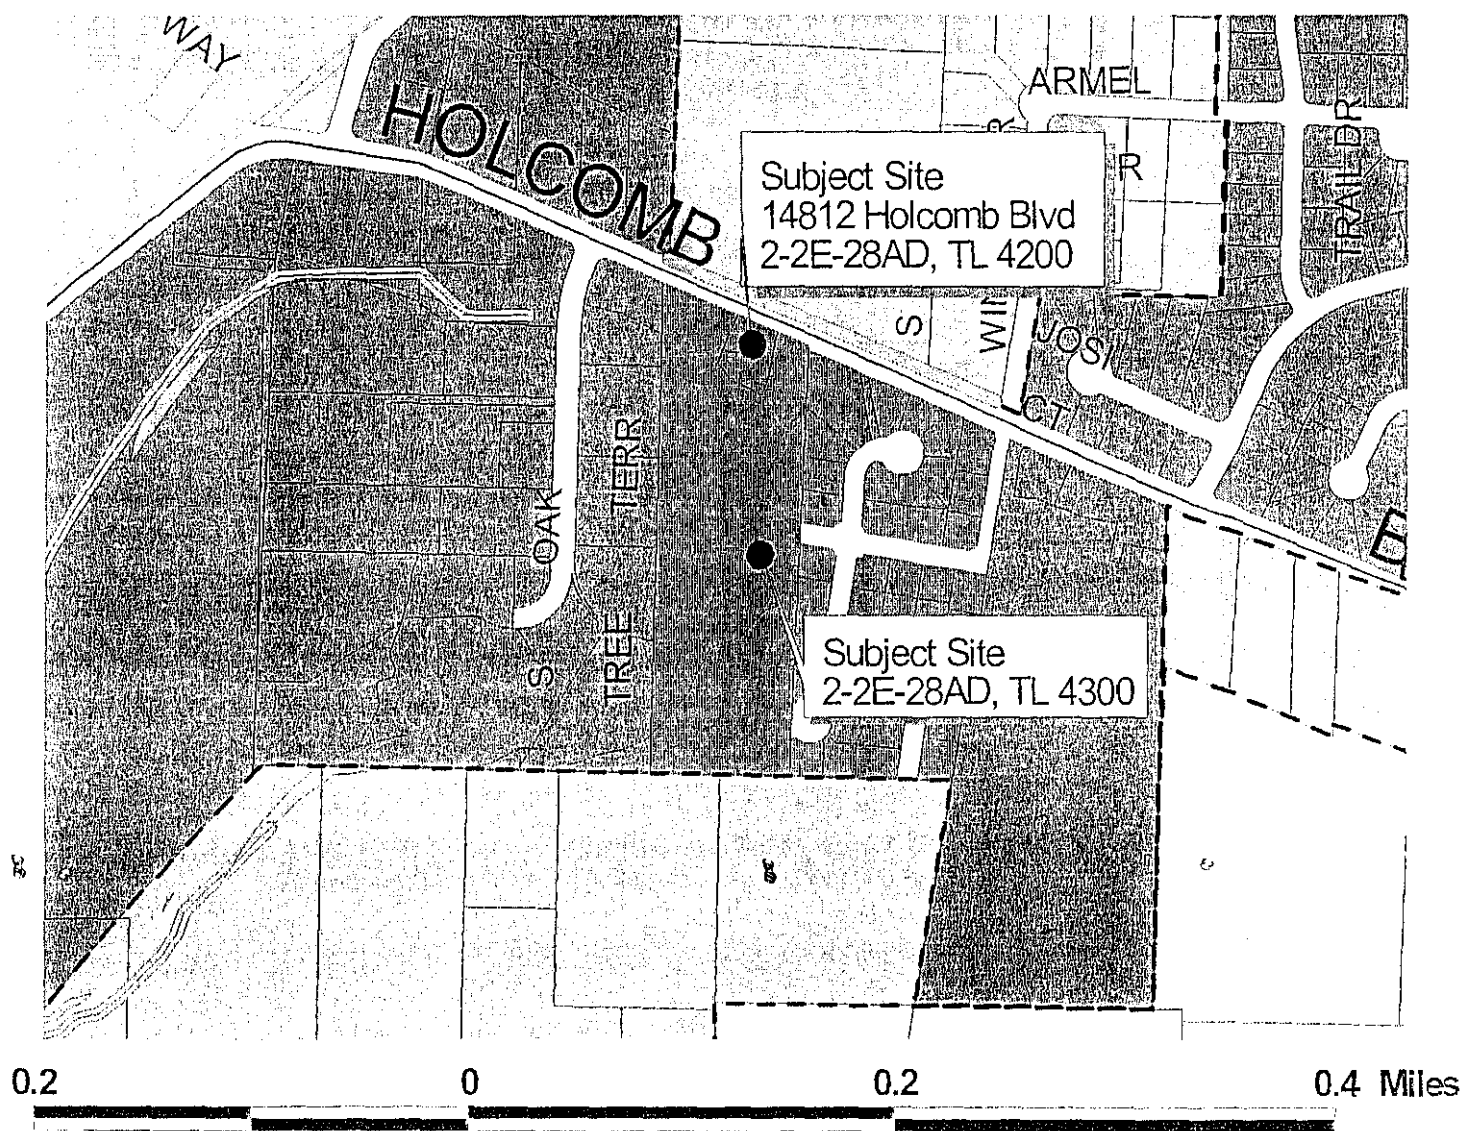 WAY
HOLCOMB
ARMEL
R
Subject Site
14812 Holcomb Blvd
2-2E-28AD, TL 4200
R
TRAIL DR
S
WIN
JOSI
CT
OAK
TERR
B
S
TREE
Subject Site
2-2E-28AD, TL 4300
0.2 0 0.2 0.4 Miles